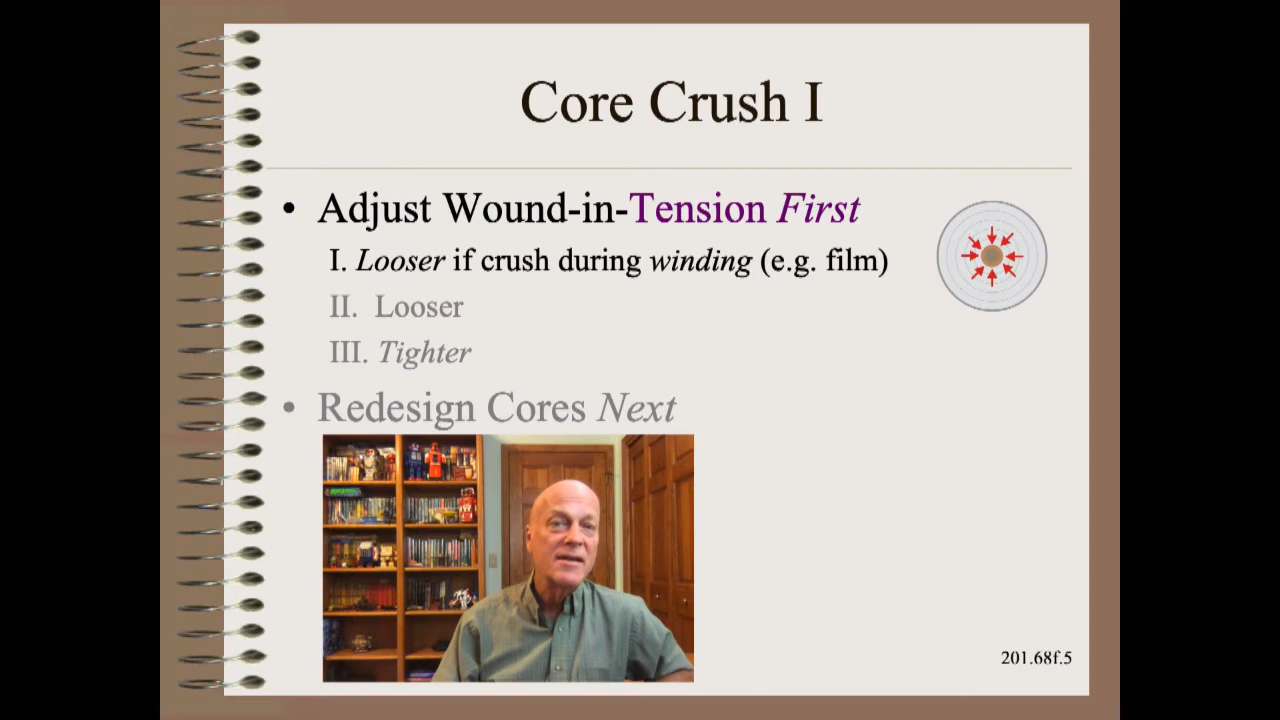 Core Crush I
• Adjust Wound-in-Tension First
I. Looser if crush during winding (e.g. film)
II. Looser
III. Tighter
• Redesign Cores Next
201.68f.5